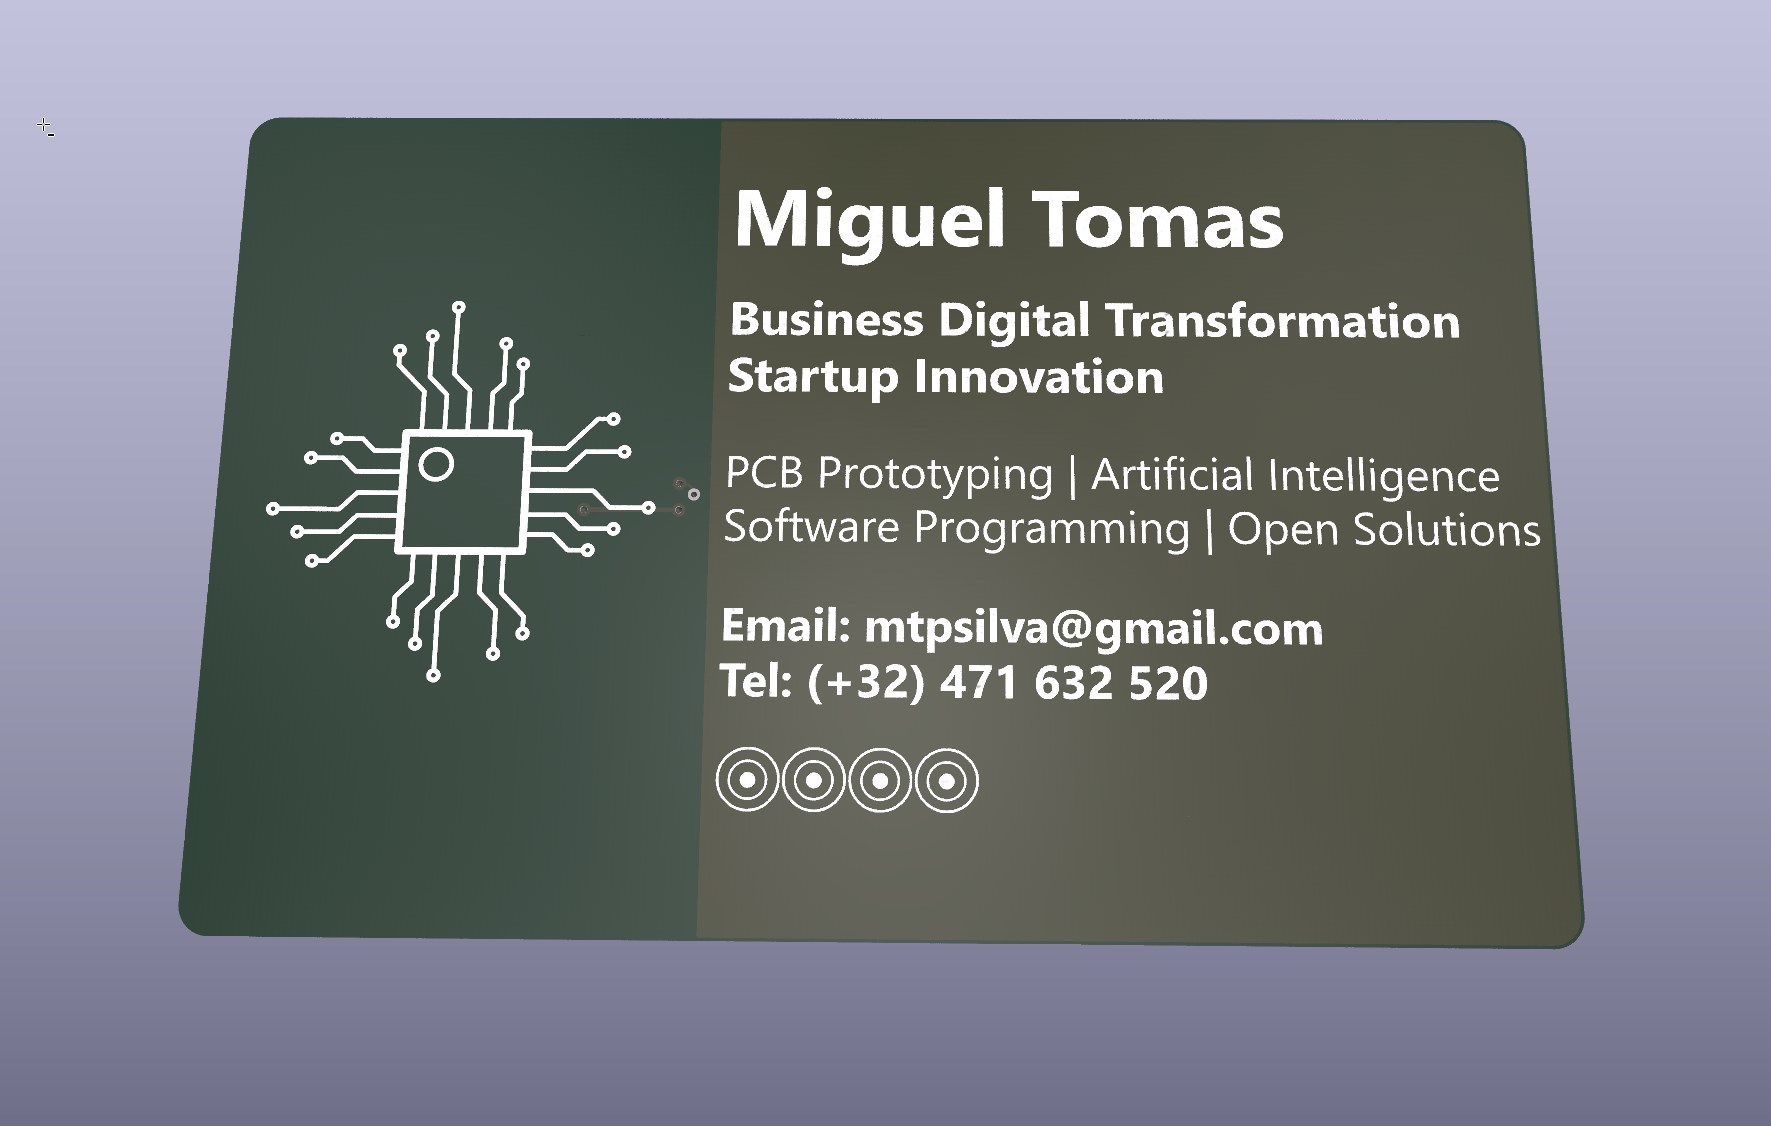 Miguel Tomas
Business Digital Transformation
Startup Innovation
PCB Prototyping | Artificial Intelligence
Software Programming | Open Solutions
Email: mtpsilva@gmail.com
Tel: (+32) 471 632 520